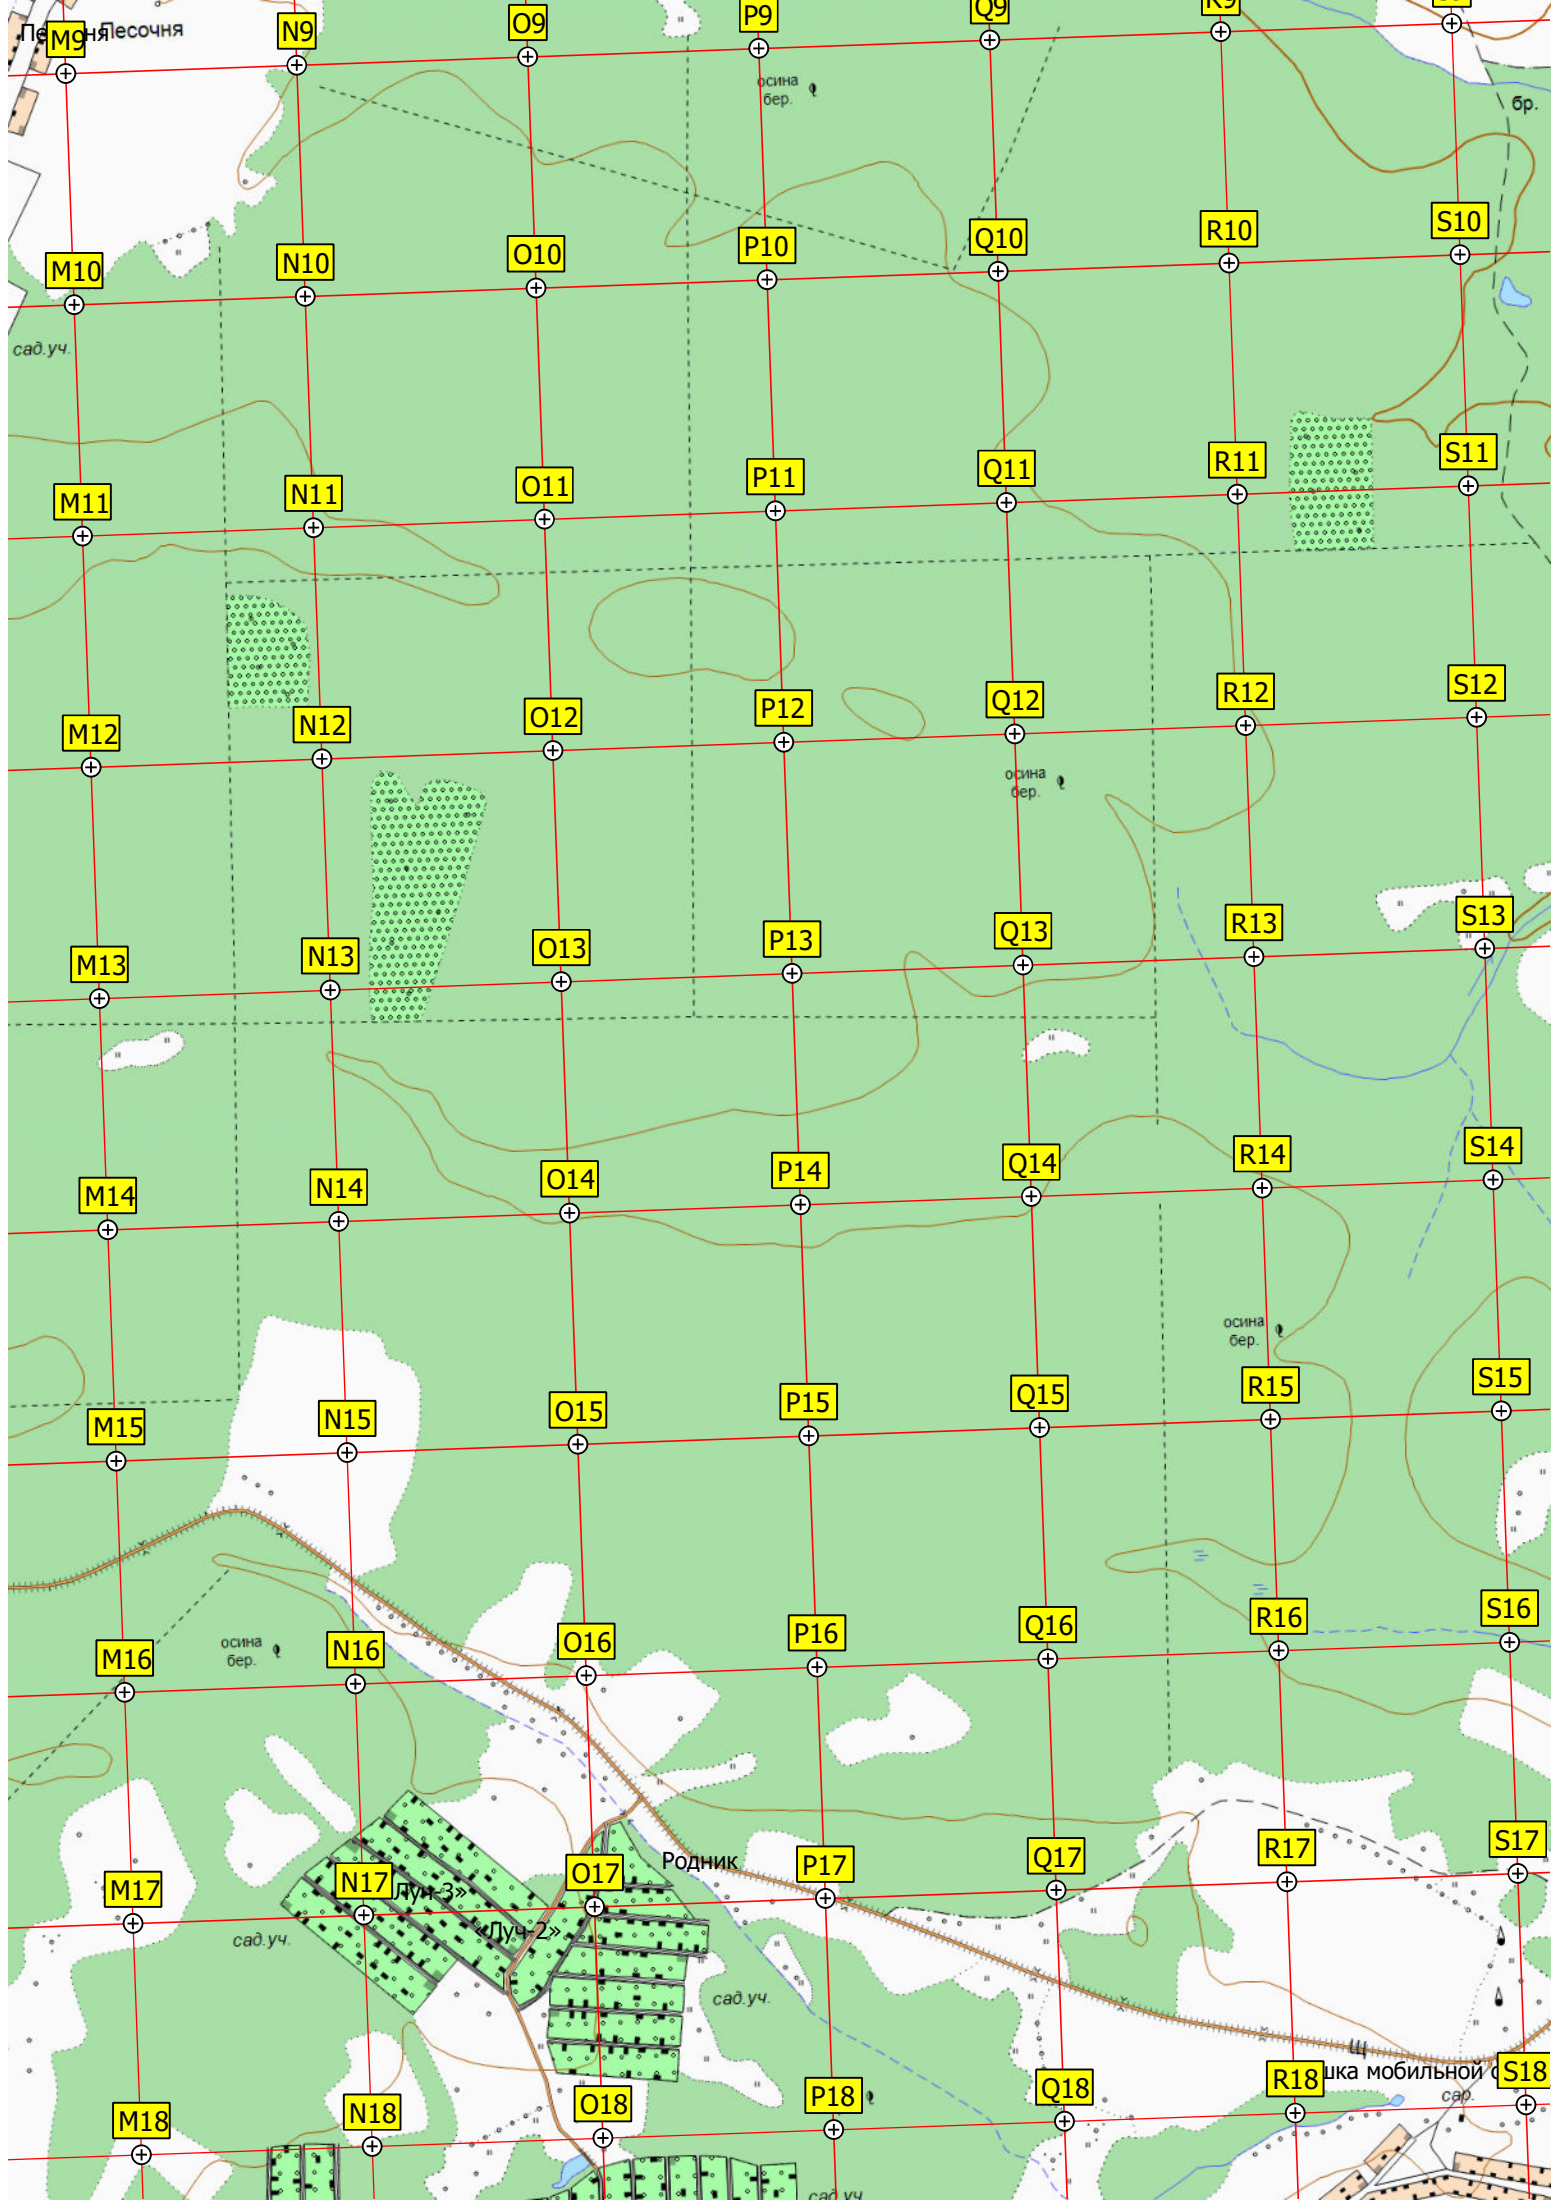 Песочня
M9
N9
O9
P9
Q9
R9
осина
бер.
бр.
M10
N10
O10
P10
Q10
R10
S10
сад.уч.
M11
N11
O11
P11
Q11
R11
S11
M12
N12
O12
P12
Q12
R12
S12
осина
бер.
M13
N13
O13
P13
Q13
R13
S13
M14
N14
O14
P14
Q14
R14
S14
осина
бер.
M15
N15
O15
P15
Q15
R15
S15
M16
N16
O16
P16
Q16
R16
S16
осина
бер.
M17
N17
O17
P17
Q17
R17
S17
Родник
Луч-3»
«Луч-2»
сад.уч.
сад.уч.
Щ
шка мобильной с
сар.
M18
N18
O18
P18
Q18
R18
S18
сад.уч.